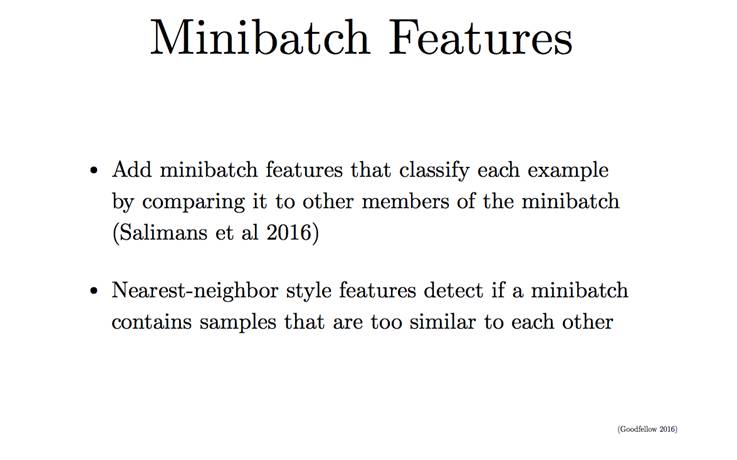 Minibatch Features
• Add minibatch features that classify each example
by comparing it to other members of the minibatch
(Salimans et al 2016)
• Nearest-neighbor style features detect if a minibatch
contains samples that are too similar to each other
(Goodfellow 2016)